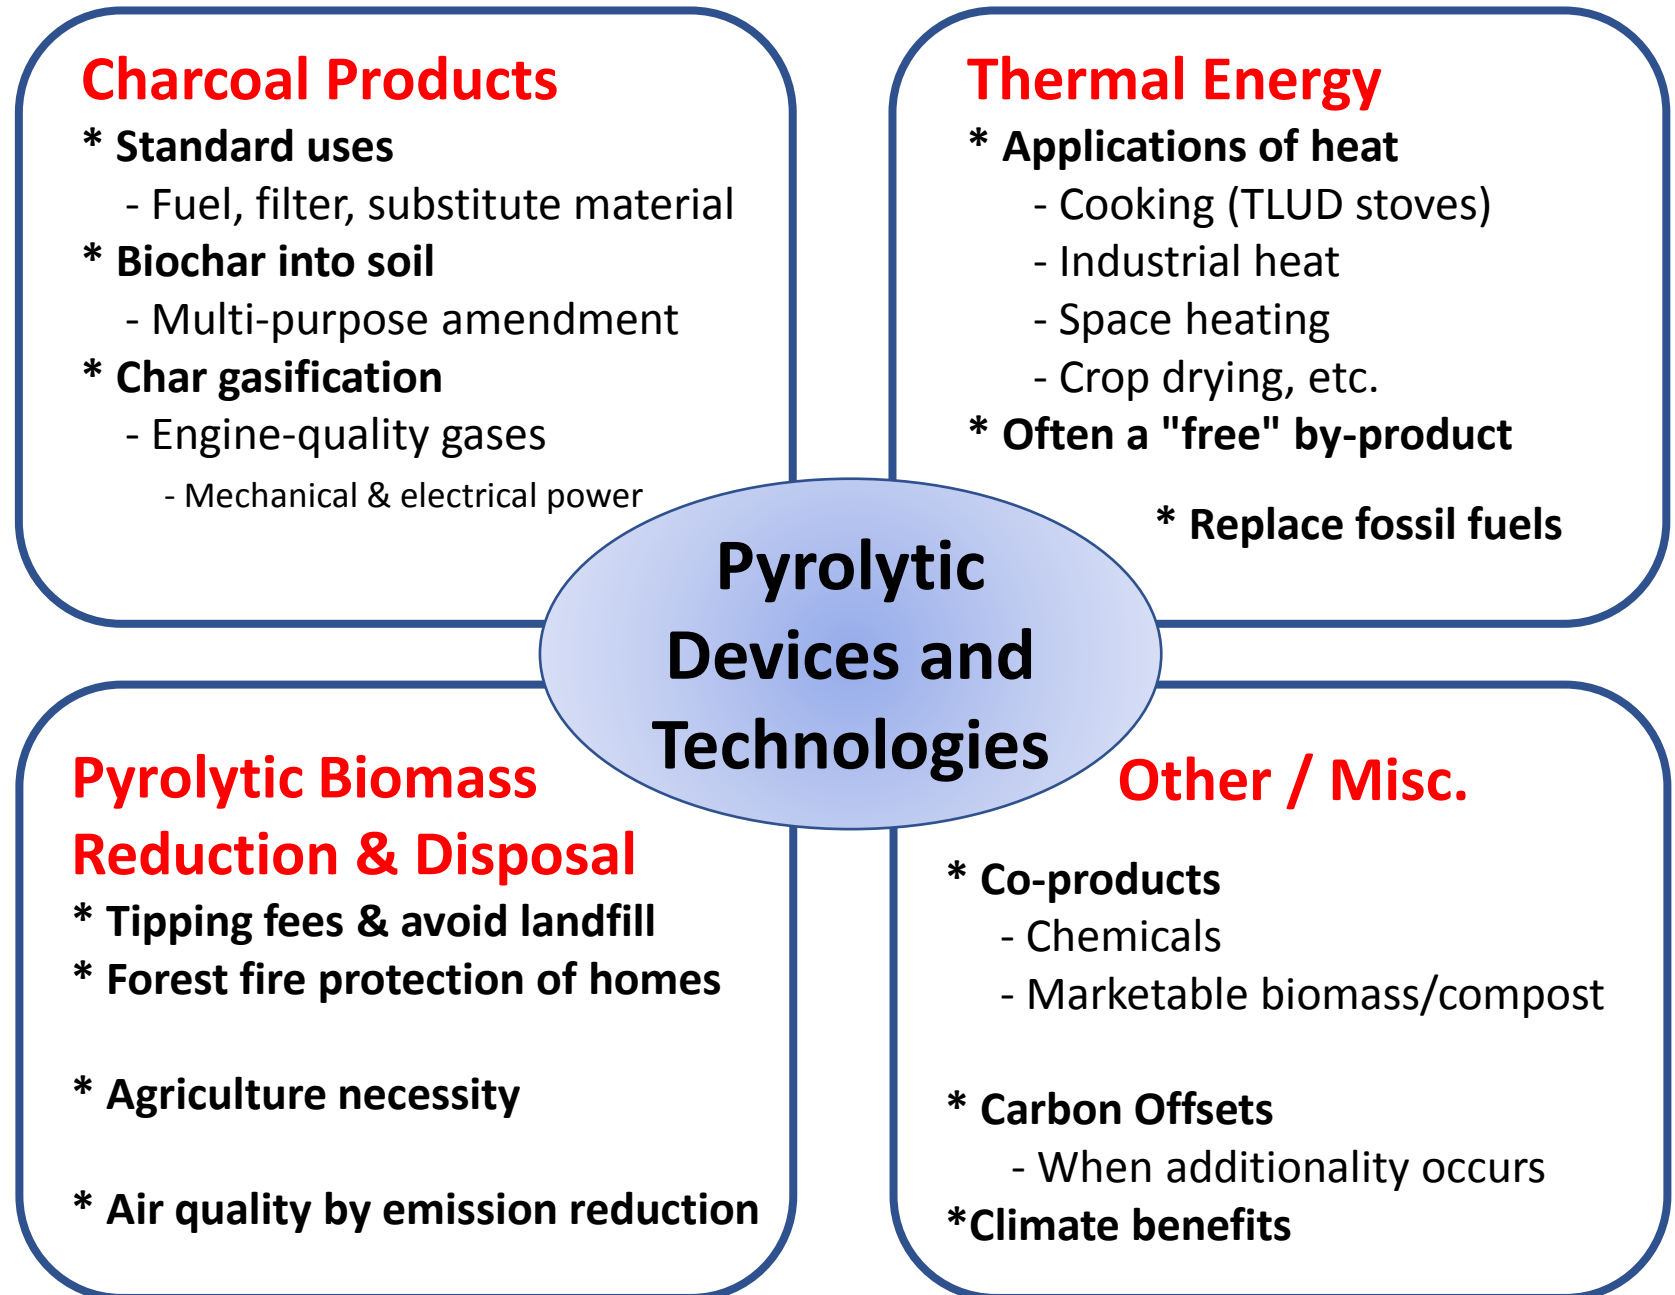 Charcoal Products
* Standard uses
- Fuel, filter, substitute material
* Biochar into soil
- Multi-purpose amendment
* Char gasification
- Engine-quality gases
- Mechanical & electrical power
Thermal Energy
* Applications of heat
- Cooking (TLUD stoves)
- Industrial heat
- Space heating
- Crop drying, etc.
* Often a "free" by-product
* Replace fossil fuels
Pyrolytic
Devices and
Technologies
Pyrolytic Biomass
Reduction & Disposal
* Tipping fees & avoid landfill
* Forest fire protection of homes
* Agriculture necessity
* Air quality by emission reduction
Other / Misc.
* Co-products
- Chemicals
- Marketable biomass/compost
* Carbon Offsets
- When additionality occurs
*Climate benefits